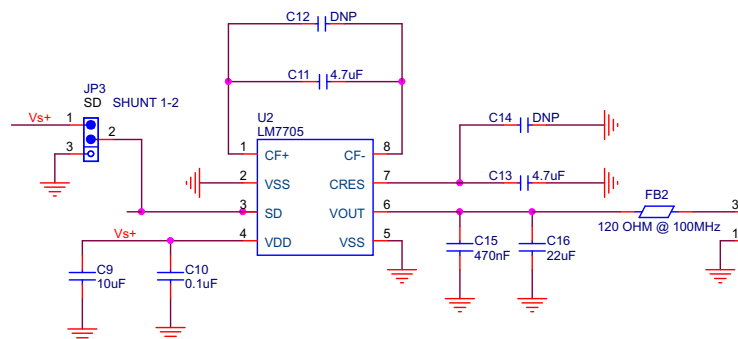 C12 DNP
C11 4.7uF
JP3
SD SHUNT 1-2
Vs+ 1
2
3
U2
LM7705
1 CF+ CF- 8
2 VSS CRES 7
3 SD VOUT 6
4 VDD VSS 5
C14 DNP
C13 4.7uF
FB2
120 OHM @ 100MHz
3
1
Vs+
C9
10uF
C10
0.1uF
C15
470nF
C16
22uF